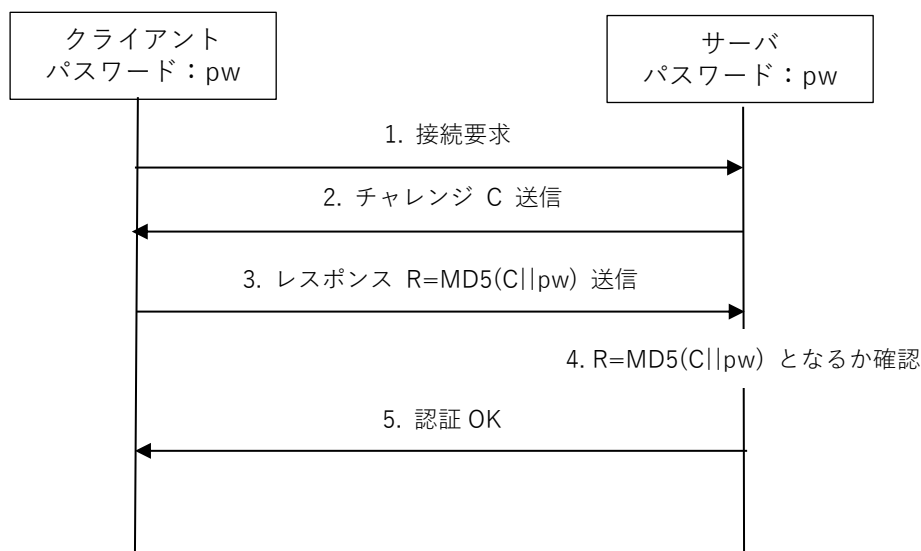 クライアント
パスワード：pw
サーバ
パスワード：pw
1. 接続要求
2. チャレンジ C 送信
3. レスポンス R=MD5(C||pw) 送信
4. R=MD5(C||pw) となるか確認
5. 認証 OK